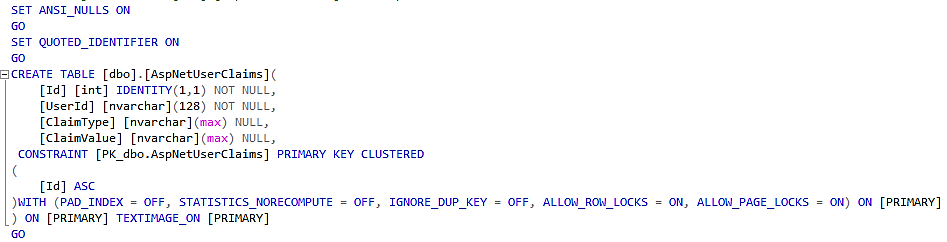 SET ANSI_NULLS ON
GO
SET QUOTED_IDENTIFIER ON
GO
CREATE TABLE [dbo].[AspNetUserClaims](
    [Id] [int] IDENTITY(1,1) NOT NULL,
    [UserId] [nvarchar](128) NOT NULL,
    [ClaimType] [nvarchar](max) NULL,
    [ClaimValue] [nvarchar](max) NULL,
 CONSTRAINT [PK_dbo.AspNetUserClaims] PRIMARY KEY CLUSTERED
(
    [Id] ASC
)WITH (PAD_INDEX = OFF, STATISTICS_NORECOMPUTE = OFF, IGNORE_DUP_KEY = OFF, ALLOW_ROW_LOCKS = ON, ALLOW_PAGE_LOCKS = ON) ON [PRIMARY]
) ON [PRIMARY] TEXTIMAGE_ON [PRIMARY]
GO